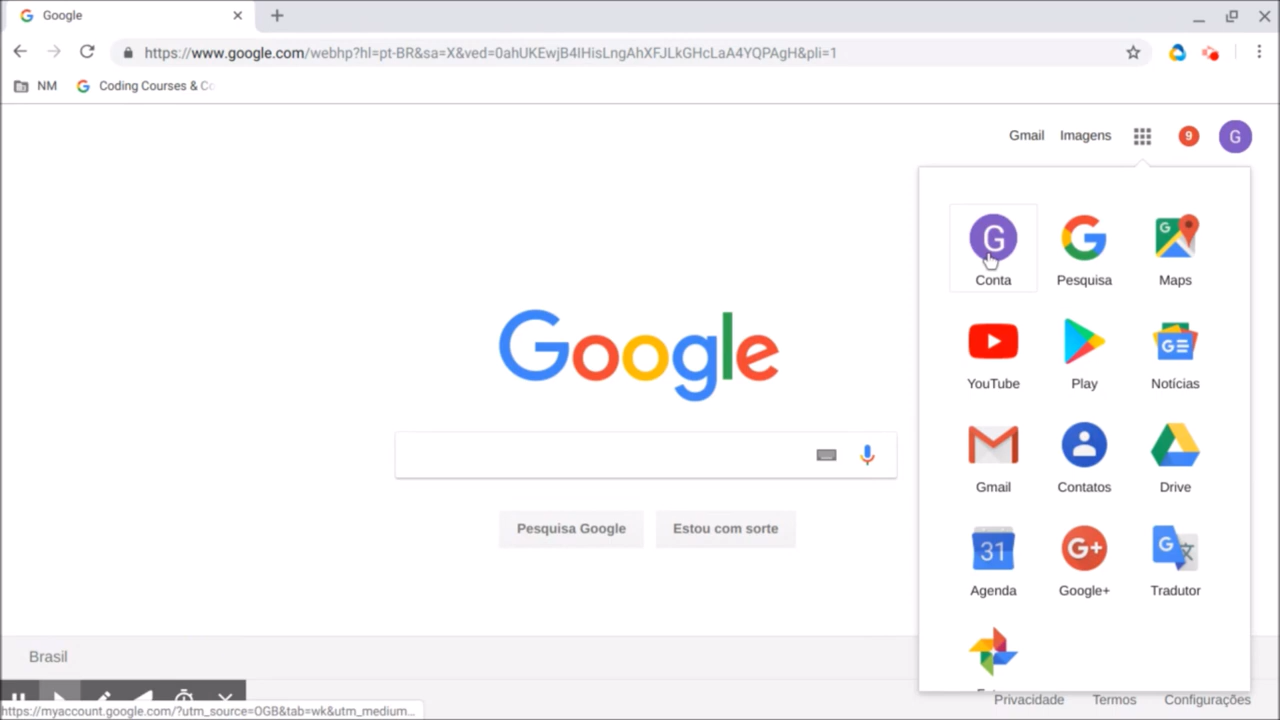 Google
https://www.google.com/webhp?hl=pt-BR&sa=X&ved=0ahUKEwjB4IHisLngAhXFJLkGHcLaA4YQPAgH&pli=1
NM Coding Courses & Co
Gmail Imagens 9 G
G Conta
G Pesquisa
G Maps
YouTube Play GE Notícias
Gmail Contatos Drive
31 Agenda
G+ Google+
G Tradutor
Google
Pesquisa Google Estou com sorte
Brasil
Privacidade Termos Configurações
https://myaccount.google.com/?utm_source=OGB&tab=wk&utm_medium...